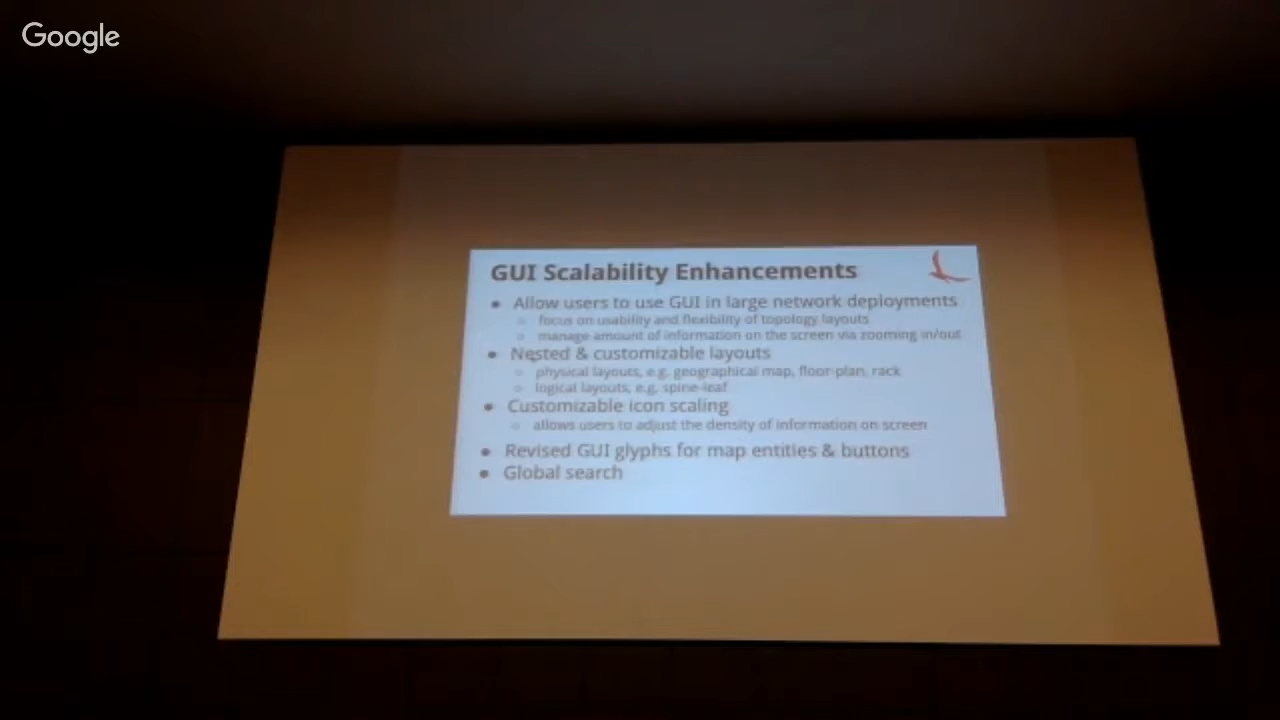 Google
GUI Scalability Enhancements
● Allow users to use GUI in large network deployments
○ focus on usability and flexibility of topology layouts
○ manage amount of information on the screen via zooming in/out
● Nested & customizable layouts
○ physical layouts, e.g. geographical map, floor plan, rack
○ logical layouts, e.g. spine-leaf
● Customizable icon scaling
○ allows users to adjust the density of information on screen
● Revised GUI glyphs for map entities & buttons
● Global search